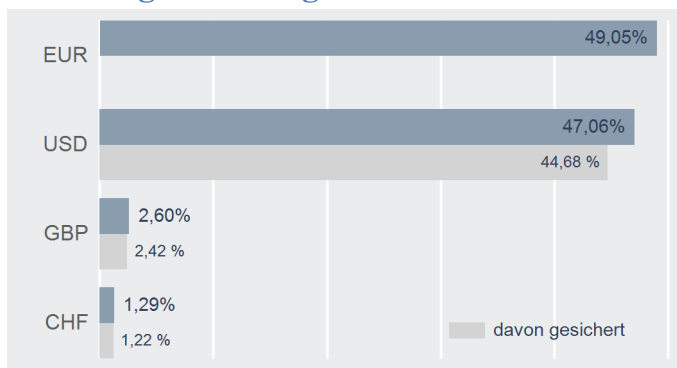 EUR 49,05%
USD 47,06%
44,68 %
GBP 2,60%
2,42 %
CHF 1,29%
1,22 %
davon gesichert